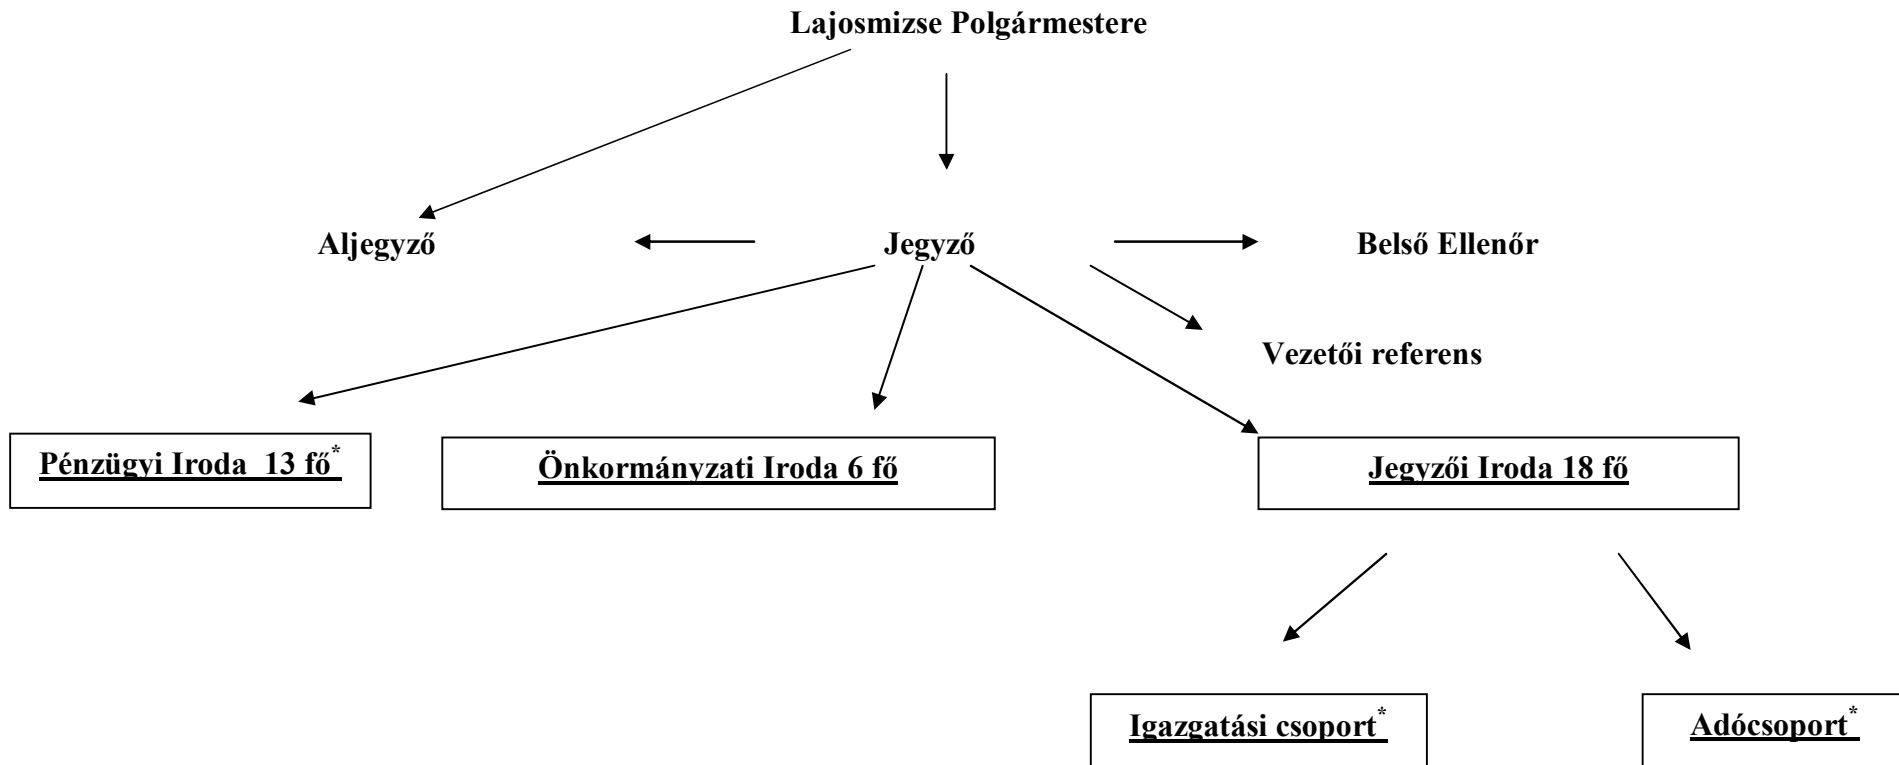 Lajosmizse Polgármestere
Aljegyző
Jegyző
Belső Ellenőr
Vezetői referens
Pénzügyi Iroda 13 fő*
Önkormányzati Iroda 6 fő
Jegyzői Iroda 18 fő
Igazgatási csoport*
Adócsoport*